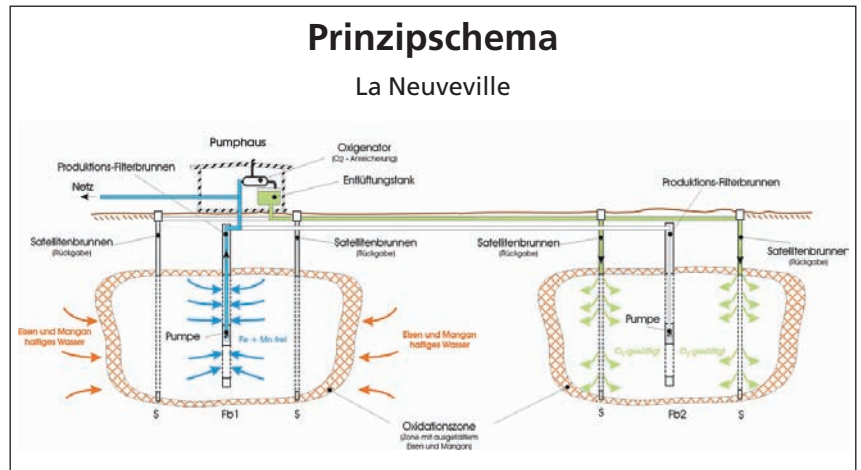 Prinzipschema
La Neuveville
Pumphaus
Oxigenator
(O2 - Anreicherung)
Produktions-Filterbrunnen
Entlüftungstank
Produktions-Filterbrunnen
Netz
Satellitenbrunnen
(Rückgabe)
Satellitenbrunnen
(Rückgabe)
Satellitenbrunnen
(Rückgabe)
Satellitenbrunnen
(Rückgabe)
Eisen und Mangan
haltiges Wasser
Pumpe
Fe + Mn frei
Eisen und Mangan
haltiges Wasser
Pumpe
O2-gesättigt
O2-gesättigt
S
Fb1
S
Oxidationszone
(Zone mit ausgefälltem
Eisen und Mangan)
S
Fb2
S